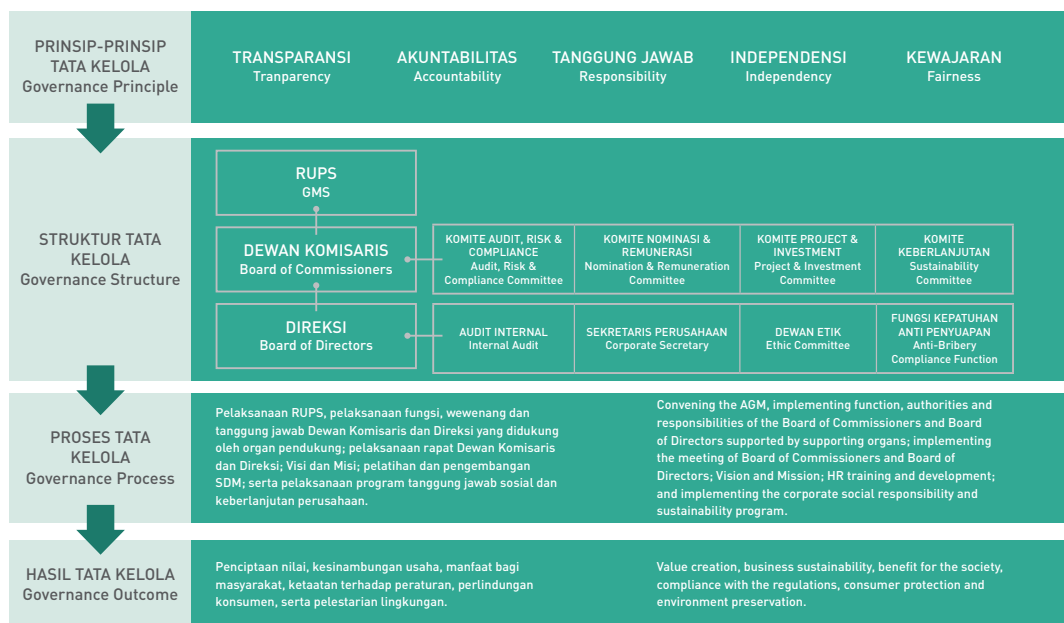 PRINSIP-PRINSIP
TATA KELOLA
Governance Principle
TRANSPARANSI
Tranparency
AKUNTABILITAS
Accountability
TANGGUNG JAWAB
Responsibility
INDEPENDENSI
Independency
KEWAJARAN
Fairness
STRUKTUR TATA
KELOLA
Governance Structure
RUPS
GMS
DEWAN KOMISARIS
Board of Commissioners
KOMITE AUDIT, RISK &
COMPLIANCE
Audit, Risk &
Compliance Committee
KOMITE NOMINASI &
REMUNERASI
Nomination & Remuneration
Committee
KOMITE PROJECT &
INVESTMENT
Project & Investment
Committee
KOMITE
KEBERLANJUTAN
Sustainability
Committee
DIREKSI
Board of Directors
AUDIT INTERNAL
Internal Audit
SEKRETARIS PERUSAHAAN
Corporate Secretary
DEWAN ETIK
Ethic Committee
FUNGSI KEPATUHAN
ANTI PENYUAPAN
Anti-Bribery
Compliance Function
PROSES TATA
KELOLA
Governance Process
Pelaksanaan RUPS, pelaksanaan fungsi, wewenang dan
tanggung jawab Dewan Komisaris dan Direksi yang didukung
oleh organ pendukung; pelaksanaan rapat Dewan Komisaris
dan Direksi; Visi dan Misi; pelatihan dan pengembangan
SDM; serta pelaksanaan program tanggung jawab sosial dan
keberlanjutan perusahaan.
Convening the AGM, implementing function, authorities and
responsibilities of the Board of Commissioners and Board
of Directors supported by supporting organs; implementing
the meeting of Board of Commissioners and Board of
Directors; Vision and Mission; HR training and development;
and implementing the corporate social responsibility and
sustainability program.
HASIL TATA KELOLA
Governance Outcome
Penciptaan nilai, kesinambungan usaha, manfaat bagi
masyarakat, ketaatan terhadap peraturan, perlindungan
konsumen, serta pelestarian lingkungan.
Value creation, business sustainability, benefit for the society,
compliance with the regulations, consumer protection and
environment preservation.